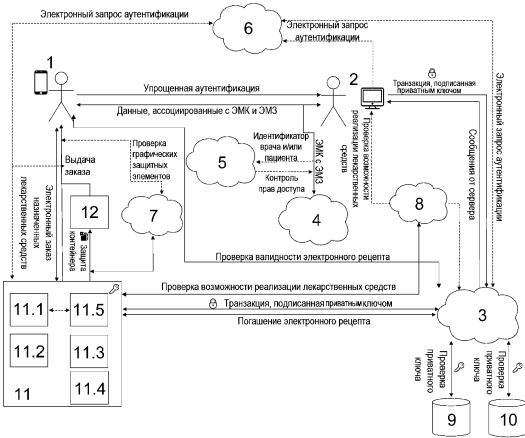 Электронный запрос
аутентификации
6
Электронный запрос
аутентификации
1
2
Упрощенная аутентификация
Транзакция, подписанная
приватным ключом
Данные, ассоциированные с ЭМК и ЭМЗ
Проверка
графических
защитных
элементов
Выдача
заказа
Идентификатор
врача и/или
пациента
5
Контроль
прав доступа
ЭМК с ЭМЗ
4
Проверка возможности
реализации лекарственных
средств
Сообщения от сервера
Электронный запрос аутентификации
8
7
12
Защита
контейнера
Электронный заказ
назначенных
лекарственных средств
Проверка валидности электронного рецепта
Проверка возможности реализации лекарственных средств
Транзакция, подписанная приватным ключом
Погашение электронного рецепта
3
11.1
11.5
11.2
11.3
11
11.4
Проверка
приватного
ключа
Проверка
приватного
ключа
9
10